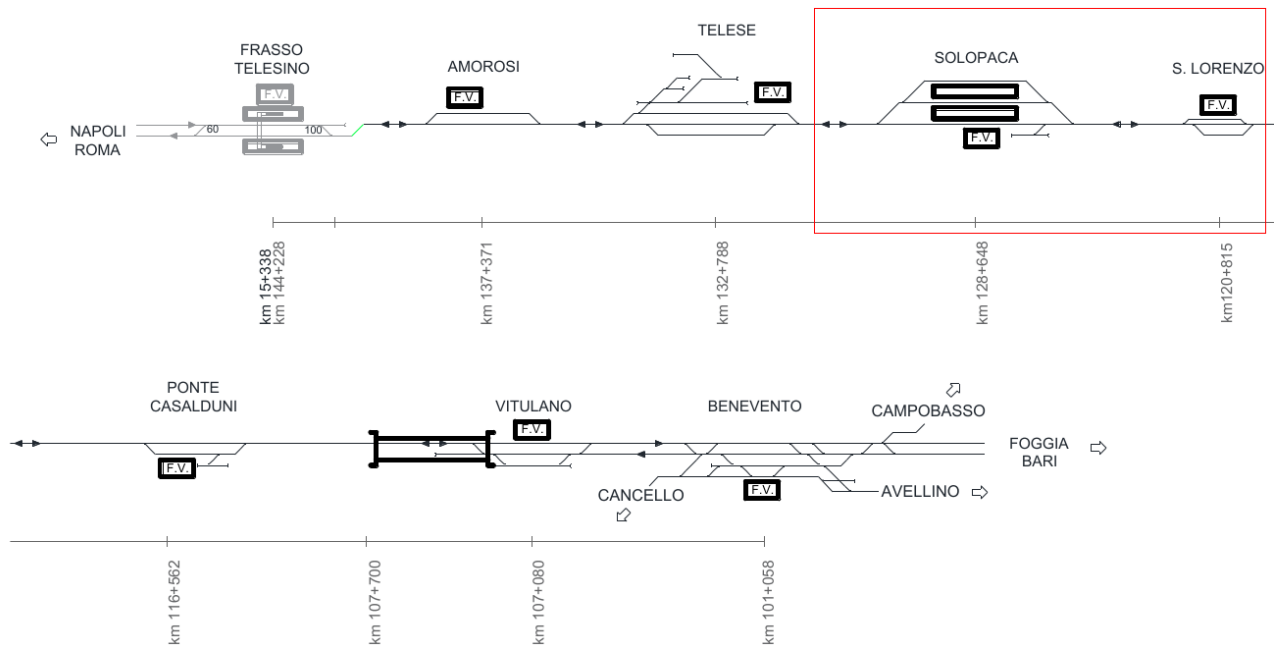 FRASSO
TELESINO
F.V.
AMOROSI
F.V.
TELESE
F.V.
SOLOPACA
F.V.
S. LORENZO
F.V.
NAPOLI
ROMA
60
100
km 15+338
km 144+228
km 137+371
km 132+788
km 128+648
km120+815
PONTE
CASALDUNI
F.V.
VITULANO
F.V.
BENEVENTO
F.V.
CAMPOBASSO
FOGGIA
BARI
CANCELLO
AVELLINO
km 116+562
km 107+700
km 107+080
km 101+058